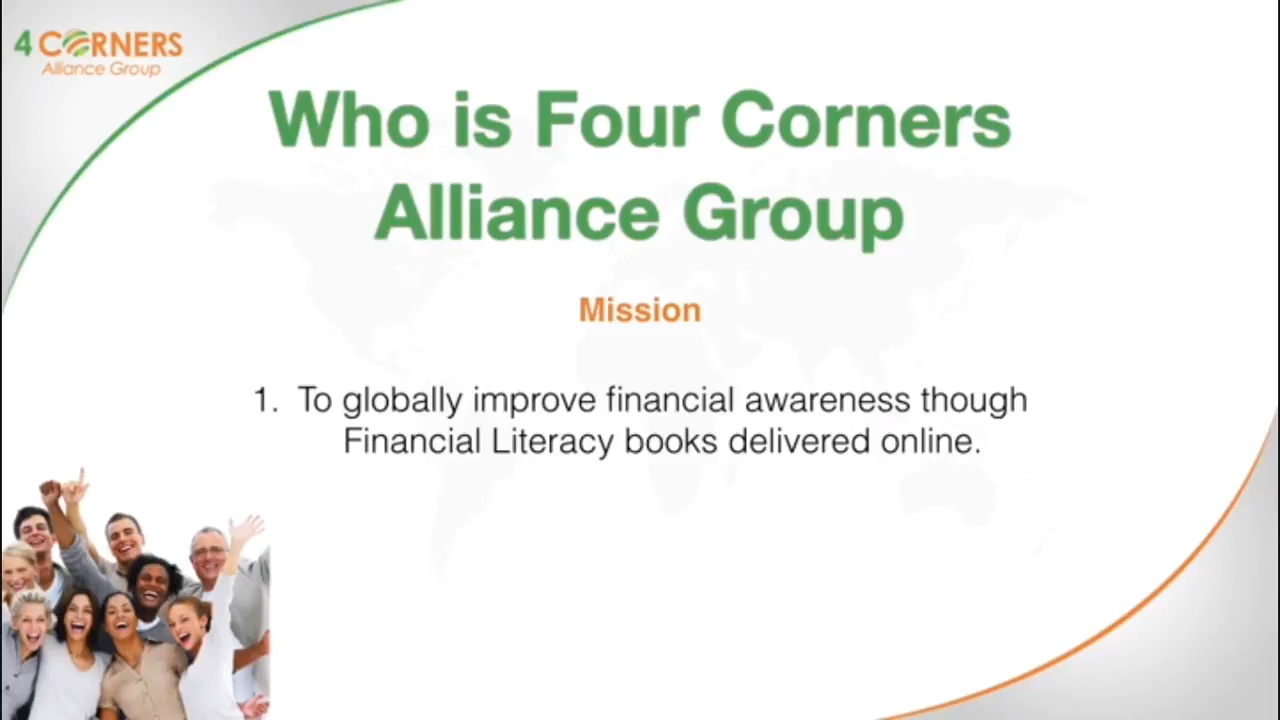 4 CORNERS
Alliance Group
Who is Four Corners
Alliance Group
Mission
1. To globally improve financial awareness though
Financial Literacy books delivered online.